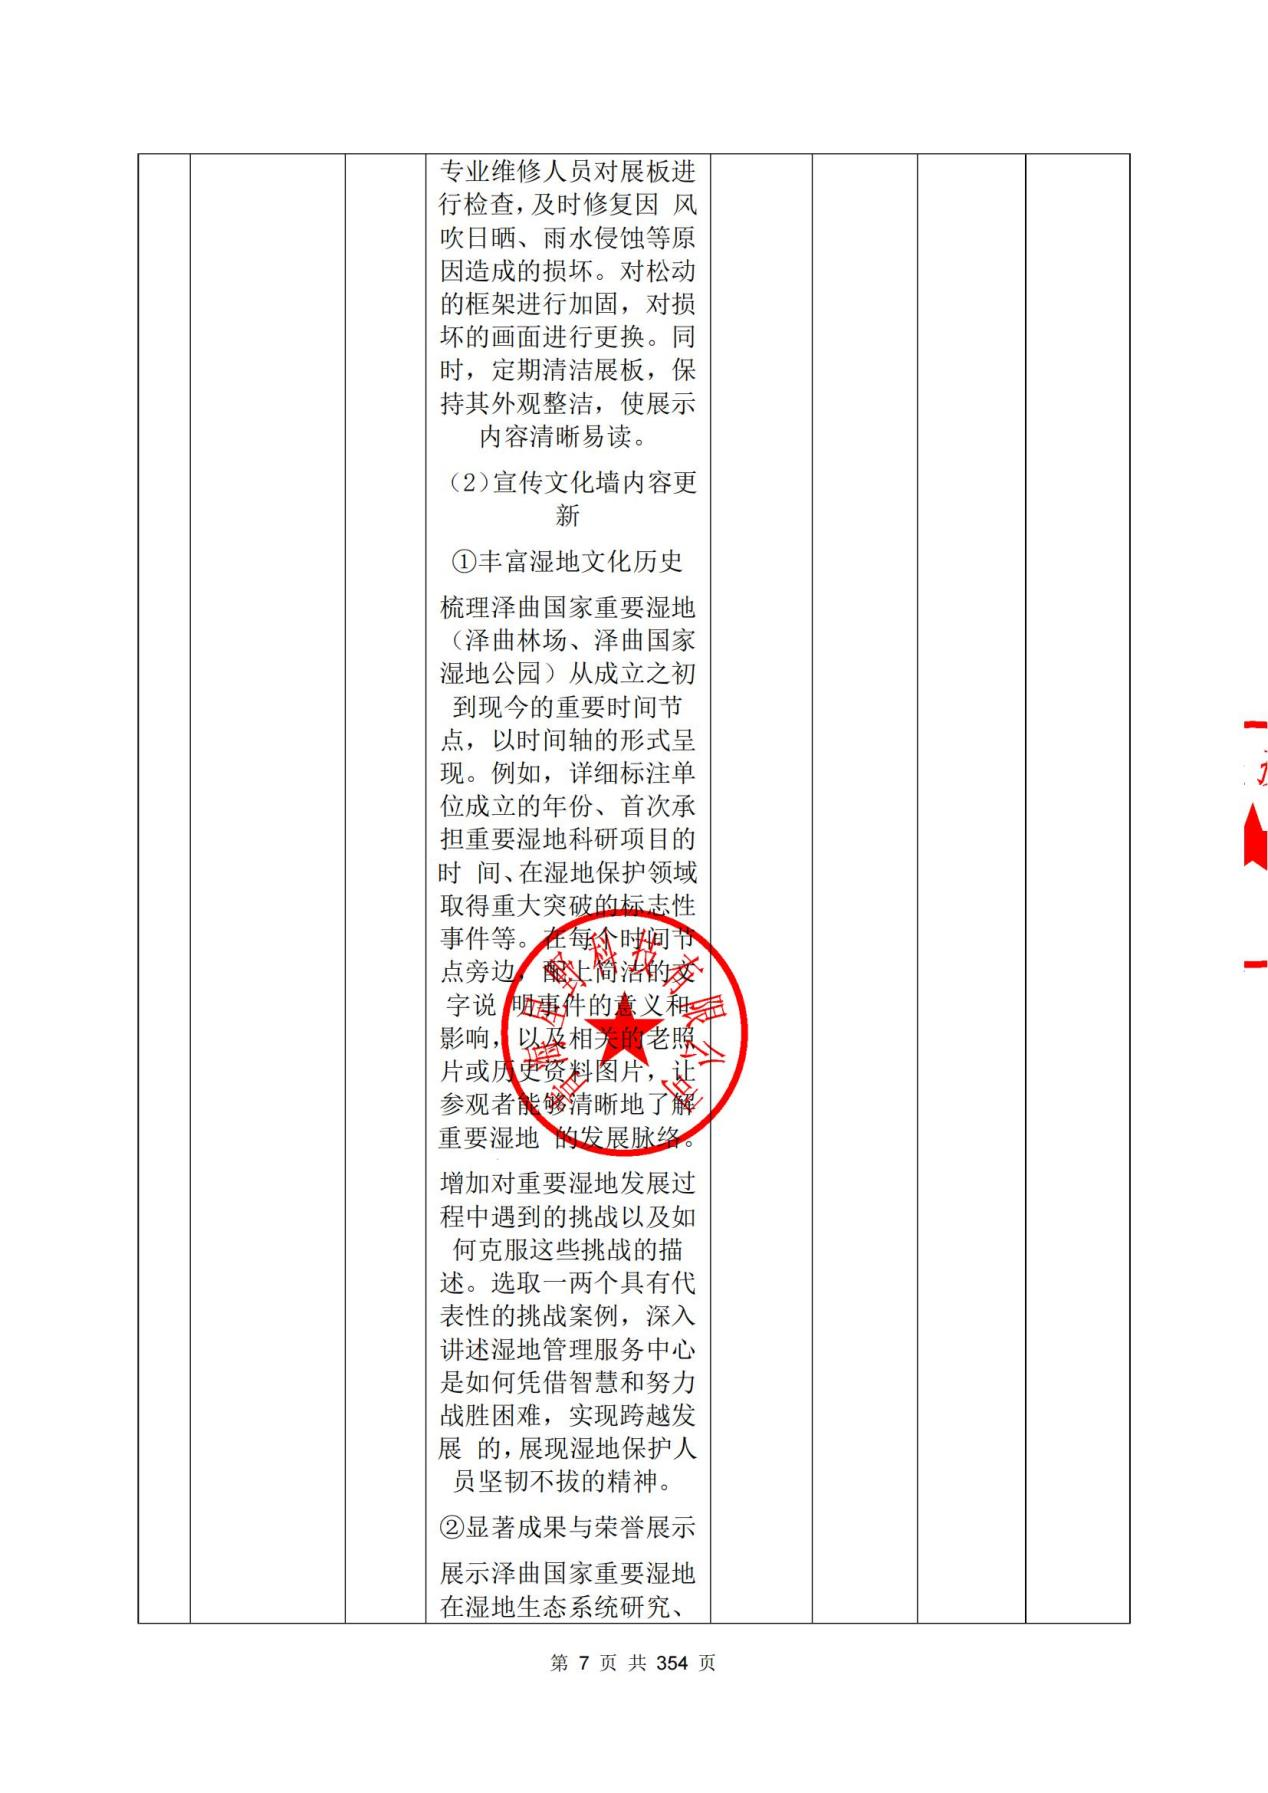 专业维修人员对展板进
行检查,及时修复因 风
吹日晒、雨水侵蚀等原
因造成的损坏。对松动
的框架进行加固，对损
坏的画面进行更换。同
时，定期清洁展板，保
持其外观整洁，使展示
内容清晰易读。
（2）宣传文化墙内容更
新
①丰富湿地文化历史
梳理泽曲国家重要湿地
（泽曲林场、泽曲国家
湿地公园）从成立之初
到现今的重要时间节
点，以时间轴的形式呈
现。例如，详细标注单
位成立的年份、首次承
担重要湿地科研项目的
时 间、在湿地保护领域
取得重大突破的标志性
事件等。在每个时间节
点旁边，配上简洁的文
字说 明事件的意义和
影响，以及相关的老照
片或历史资料图片，让
参观者能够清晰地了解
重要湿地 的发展脉络。
增加对重要湿地发展过
程中遇到的挑战以及如
何克服这些挑战的描
述。选取一两个具有代
表性的挑战案例，深入
讲述湿地管理服务中心
是如何凭借智慧和努力
战胜困难，实现跨越发
展 的,展现湿地保护人
员坚韧不拔的精神。
②显著成果与荣誉展示
展示泽曲国家重要湿地
在湿地生态系统研究、
科技有限公司
第 7 页 共 354 页